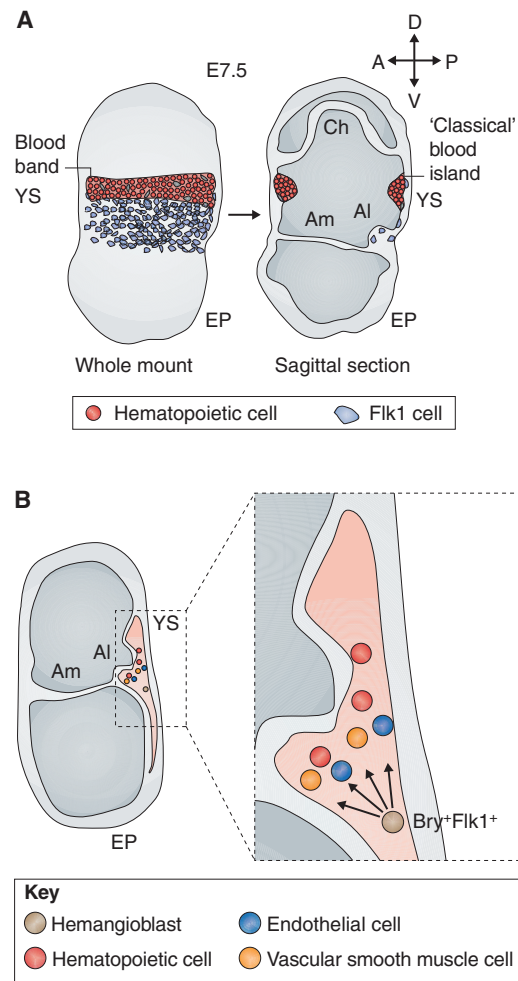 A
E7.5
D
A
P
V
Blood
band
YS
Ch
'Classical'
blood
island
YS
Am
Al
EP
EP
Whole mount
Sagittal section
Hematopoietic cell
Flk1 cell
B
YS
Al
Am
EP
Bry⁺Flk1⁺
Key
Hemangioblast
Endothelial cell
Hematopoietic cell
Vascular smooth muscle cell